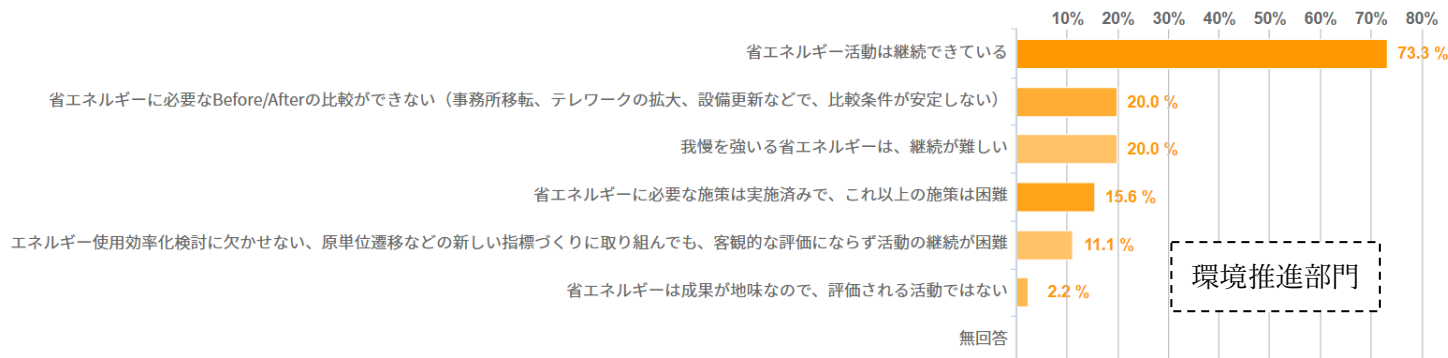 10% 20% 30% 40% 50% 60% 70% 80%
省エネルギー活動は継続できている 73.3 %
省エネルギーに必要なBefore/Afterの比較ができない（事務所移転、テレワークの拡大、設備更新などで、比較条件が安定しない） 20.0 %
我慢を強いる省エネルギーは、継続が難しい 20.0 %
省エネルギーに必要な施策は実施済みで、これ以上の施策は困難 15.6 %
エネルギー使用効率化検討に欠かせない、原単位遷移などの新しい指標づくりに取り組んでも、客観的な評価にならず活動の継続が困難 11.1 %
環境推進部門
省エネルギーは成果が地味なので、評価される活動ではない 2.2 %
無回答